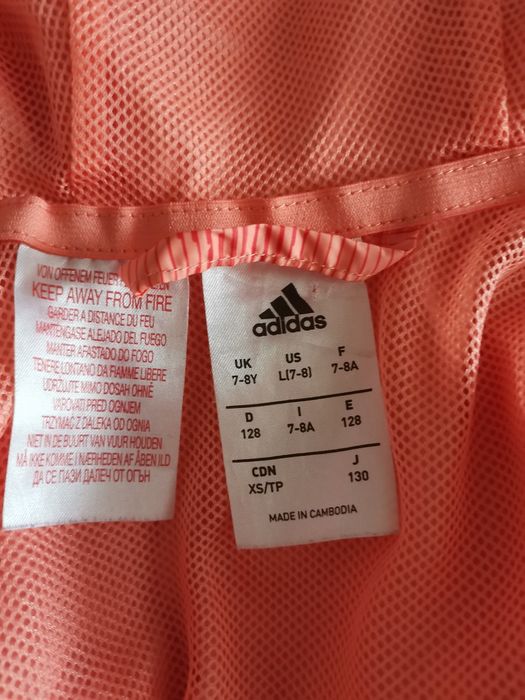 VON OFFENEM FEUER
KEEP AWAY FROM FIRE
GARDER A DISTANCE DU FEU
MANTENGASE ALEJADO DEL FUEGO
MANTER AFASTADO DO FOGO
TENERE LONTANO DA FIAMME LIBERE
UDRZUJTE MIMO DOSAH OHNĚ
VAROVATI PRED OGNJEM
TRZYMAĆ Z DALEKA OD OGNIA
NIET IN DE BUURT VAN VUUR HOUDEN
MÅ IKKE KOMME I NÆRHEDEN AF ÅBEN ILD
ДА СЕ ПАЗИ ДАЛЕЧ ОТ ОГЪН
adidas
UK US F
7-8Y L(7-8) 7-8A
D I E
128 7-8A 128
CDN J
XS/TP 130
MADE IN CAMBODIA